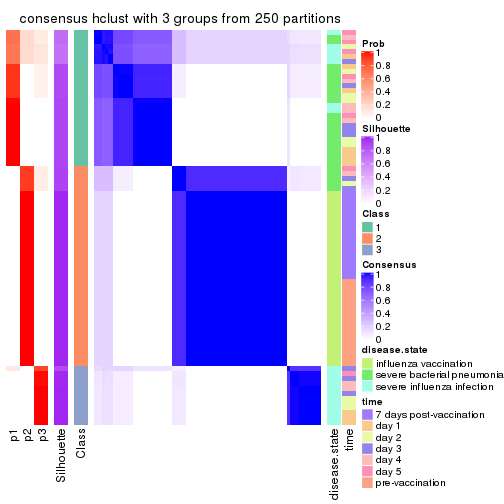 consensus hclust with 3 groups from 250 partitions
p1
p2
p3
Silhouette
Class
disease.state
time
Prob
1
0.8
0.6
0.4
0.2
0
Silhouette
1
0.8
0.6
0.4
0.2
0
Class
1
2
3
Consensus
1
0.8
0.6
0.4
0.2
0
disease.state
influenza vaccination
severe bacterial pneumonia
severe influenza infection
time
7 days post-vaccination
day 1
day 2
day 3
day 4
day 5
pre-vaccination